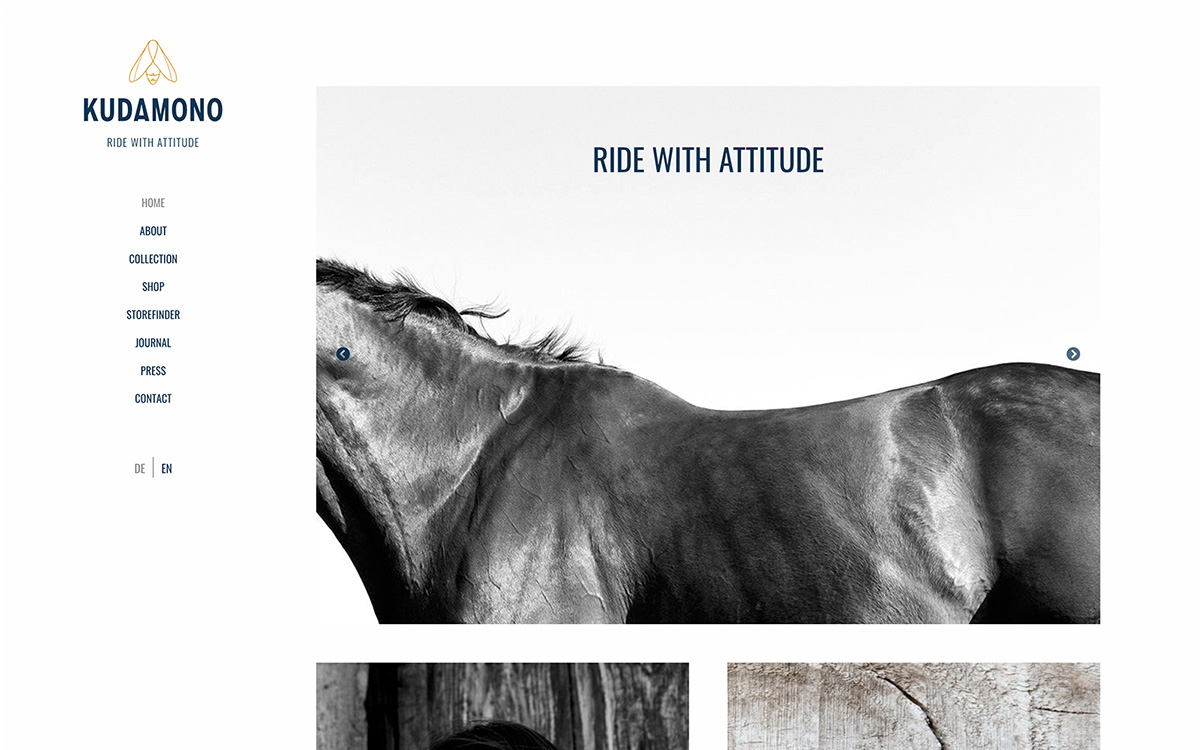 KUDAMONO
RIDE WITH ATTITUDE
HOME
ABOUT
COLLECTION
SHOP
STOREFINDER
JOURNAL
PRESS
CONTACT
DE | EN
RIDE WITH ATTITUDE